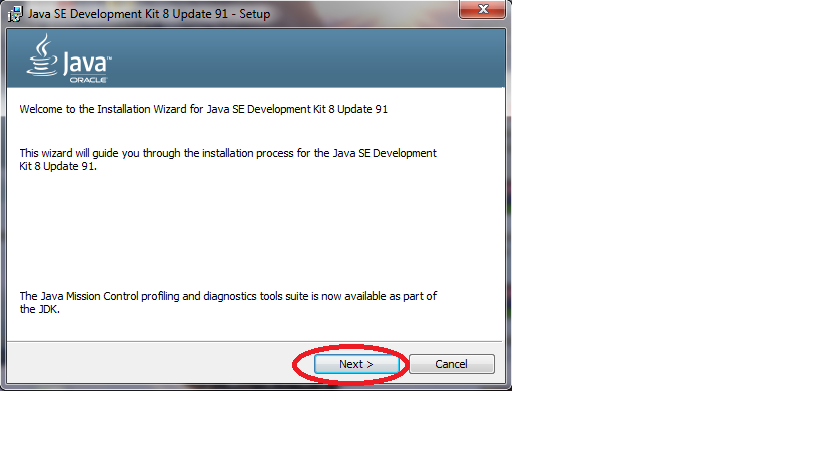 Java SE Development Kit 8 Update 91 - Setup
Java™
ORACLE
Welcome to the Installation Wizard for Java SE Development Kit 8 Update 91
This wizard will guide you through the installation process for the Java SE Development
Kit 8 Update 91.
The Java Mission Control profiling and diagnostics tools suite is now available as part of
the JDK.
Next > Cancel